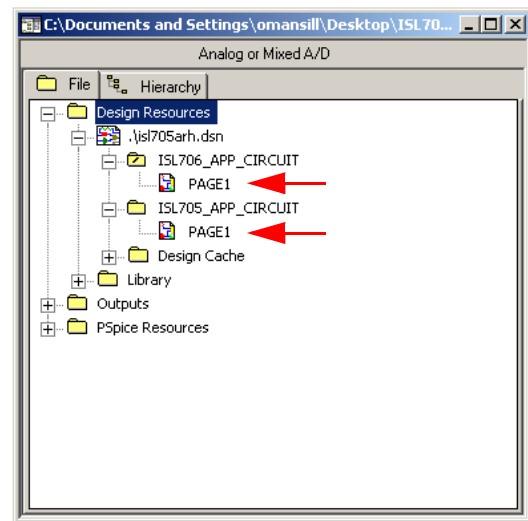 C:\Documents and Settings\omansill\Desktop\ISL70...
Analog or Mixed A/D
File Hierarchy
Design Resources
.\isl705arh.dsn
ISL706_APP_CIRCUIT
PAGE1
ISL705_APP_CIRCUIT
PAGE1
Design Cache
Library
Outputs
PSpice Resources